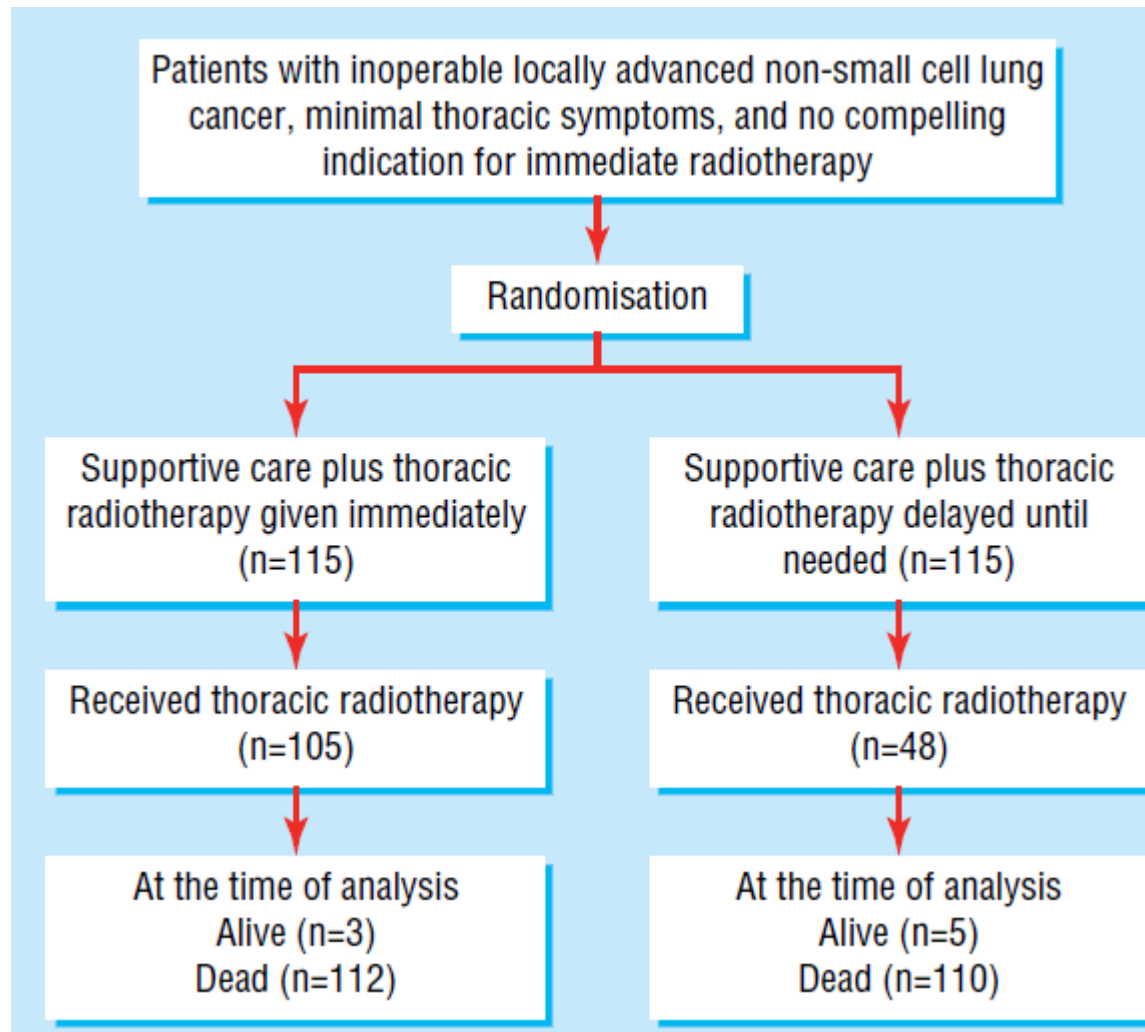 Patients with inoperable locally advanced non-small cell lung
cancer, minimal thoracic symptoms, and no compelling
indication for immediate radiotherapy
Randomisation
Supportive care plus thoracic
radiotherapy given immediately
(n=115)
Supportive care plus thoracic
radiotherapy delayed until
needed (n=115)
Received thoracic radiotherapy
(n=105)
Received thoracic radiotherapy
(n=48)
At the time of analysis
Alive (n=3)
Dead (n=112)
At the time of analysis
Alive (n=5)
Dead (n=110)